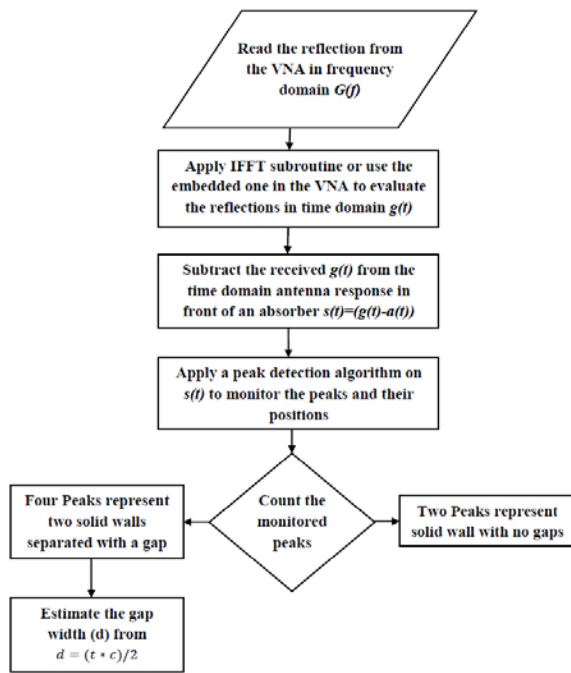 Read the reflection from
the VNA in frequency
domain G(f)
Apply IFFT subroutine or use the
embedded one in the VNA to evaluate
the reflections in time domain g(t)
Subtract the received g(t) from the
time domain antenna response in
front of an absorber s(t)=(g(t)-a(t))
Apply a peak detection algorithm on
s(t) to monitor the peaks and their
positions
Count the
monitored
peaks
Four Peaks represent
two solid walls
separated with a gap
Two Peaks represent
solid wall with no gaps
Estimate the gap
width (d) from
d = (t * c)/2